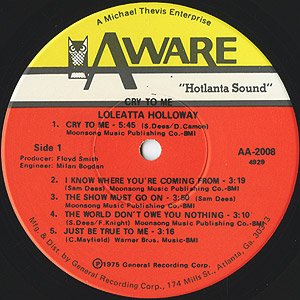 A Michael Thevis Enterprise
AWARE
"Hotlanta Sound"
CRY TO ME
LOLEATTA HOLLOWAY
1. CRY TO ME - 5:45 (S.Dees/D.Camon)
Moonsong Music Publishing Co.-BMI
Side 1
AA-2008
Producer: Floyd Smith
4929
Engineer: Milan Bogdan
2. I KNOW WHERE YOU'RE COMING FROM - 3:19
(Sam Dees) Moonsong Music Publishing Co.-BMI
3. THE SHOW MUST GO ON - 3:50 (Sam Dees)
Moonsong Music Publishing Co.-BMI
4. THE WORLD DON'T OWE YOU NOTHING - 3:10
(S.Dees/F.Knight) Moonsong Music Publishing Co.-BMI
5. JUST BE TRUE TO ME - 3:16
(C.Mayfield) Warner Bros. Music-BMI
©1975 General Recording Corp.
Mfg. & Dist. by General Recording Corp., 174 Mills St., Atlanta, Ga. 30313